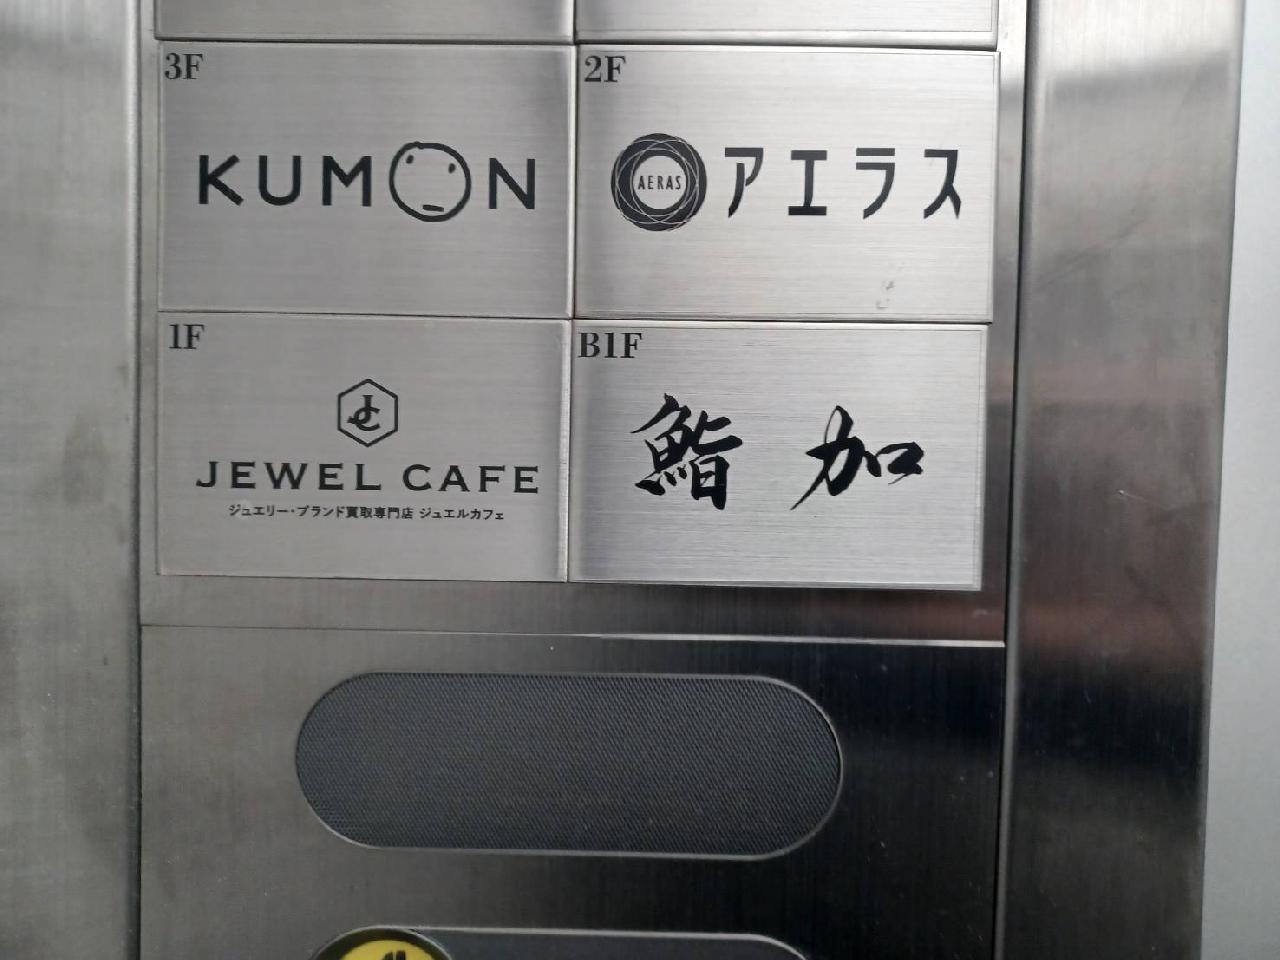 3F
KUMON
2F
AERAS
アエラス
1F
JC
JEWEL CAFE
ジュエリー・ブランド買取専門店 ジュエルカフェ
B1F
鮨 加